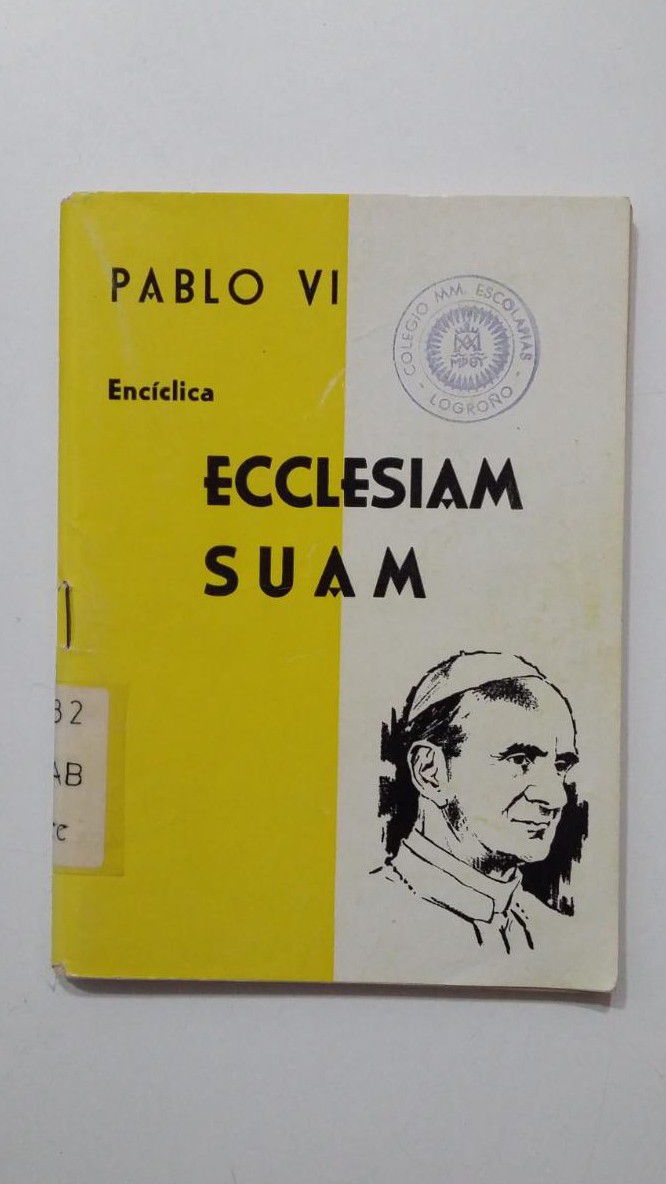 PABLO VI
COLEGIO MM. ESCOLAPIAS
- LOGROÑO -
Encíclica
ECCLESIAM
SUAM
32
AB